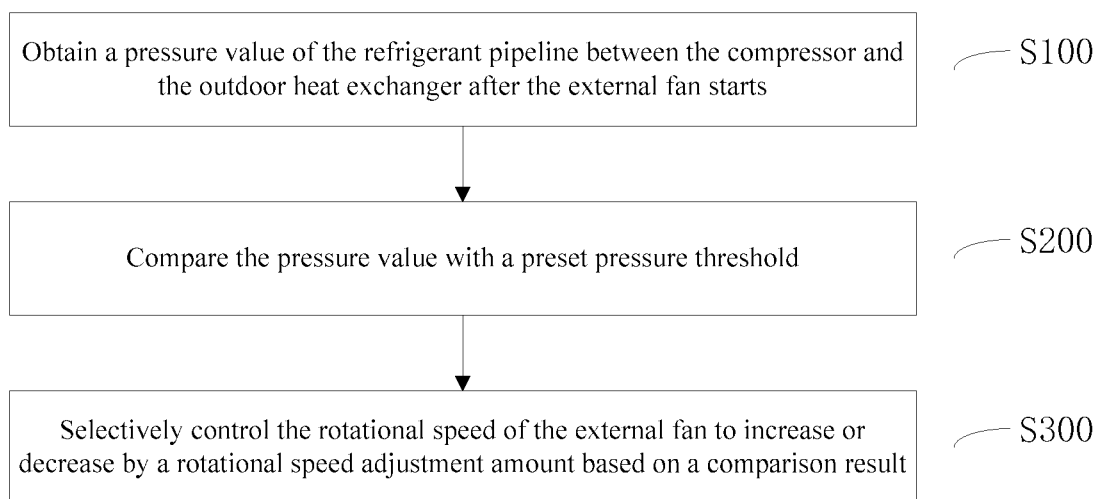 Obtain a pressure value of the refrigerant pipeline between the compressor and
the outdoor heat exchanger after the external fan starts
S100
Compare the pressure value with a preset pressure threshold
S200
Selectively control the rotational speed of the external fan to increase or
decrease by a rotational speed adjustment amount based on a comparison result
S300